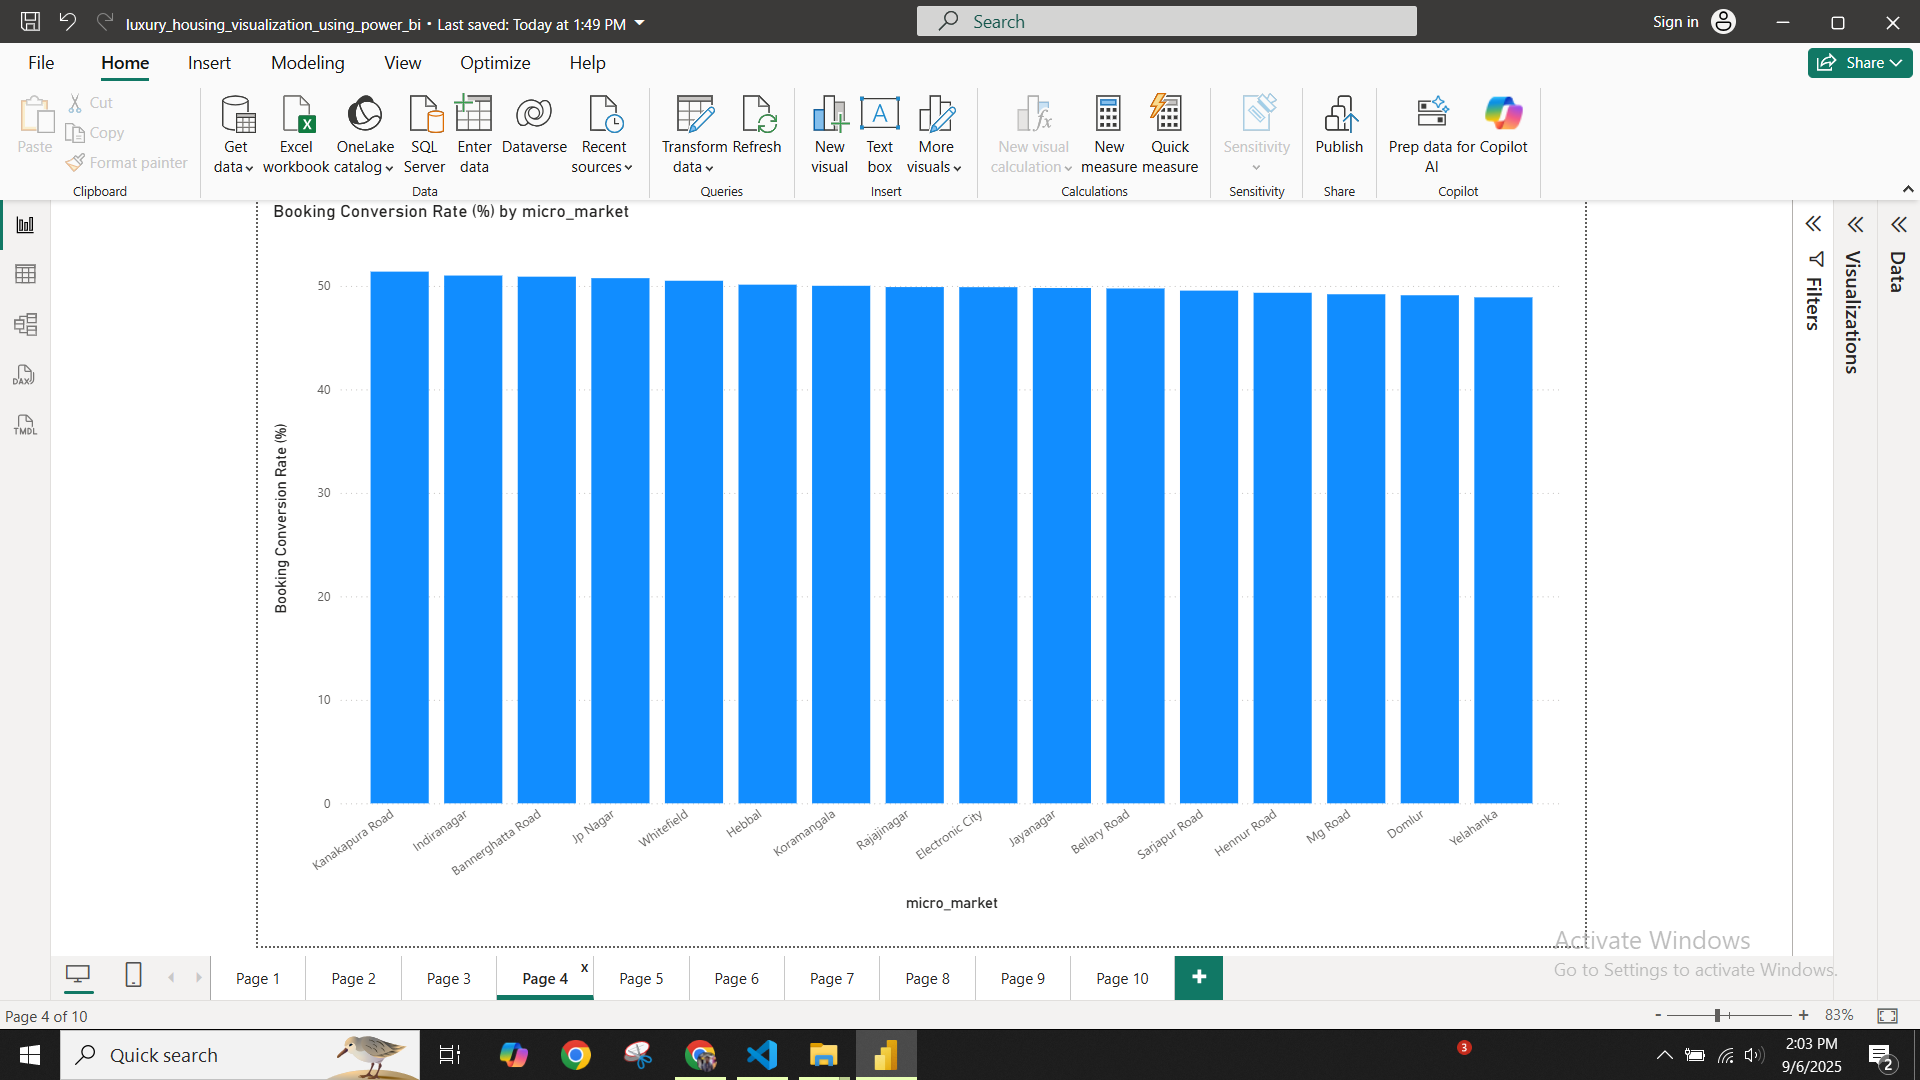 luxury_housing_visualization_using_power_bi • Last saved: Today at 1:49 PM
Search
Sign in
File Home Insert Modeling View Optimize Help
Share
Paste
Cut
Copy
Format painter
Clipboard
Get data
Excel workbook
OneLake catalog
SQL Server
Enter data
Dataverse
Recent sources
Data
Transform data
Refresh
Queries
New visual
Text box
More visuals
Insert
New visual calculation
New measure
Quick measure
Calculations
Sensitivity
Sensitivity
Publish
Share
Prep data for AI
Copilot
Copilot
DAX
TMDL
Booking Conversion Rate (%) by micro_market
Booking Conversion Rate (%)
50
40
30
20
10
0
Kanakapura Road
Indiranagar
Bannerghatta Road
Jp Nagar
Whitefield
Hebbal
Koramangala
Rajajinagar
Electronic City
Jayanagar
Bellary Road
Sarjapur Road
Hennur Road
Mg Road
Domlur
Yelahanka
micro_market
Filters
Visualizations
Data
Activate Windows
Go to Settings to activate Windows.
Page 1 Page 2 Page 3 Page 4 x Page 5 Page 6 Page 7 Page 8 Page 9 Page 10 +
Page 4 of 10
- + 83%
Quick search
3
2:03 PM
9/6/2025
2